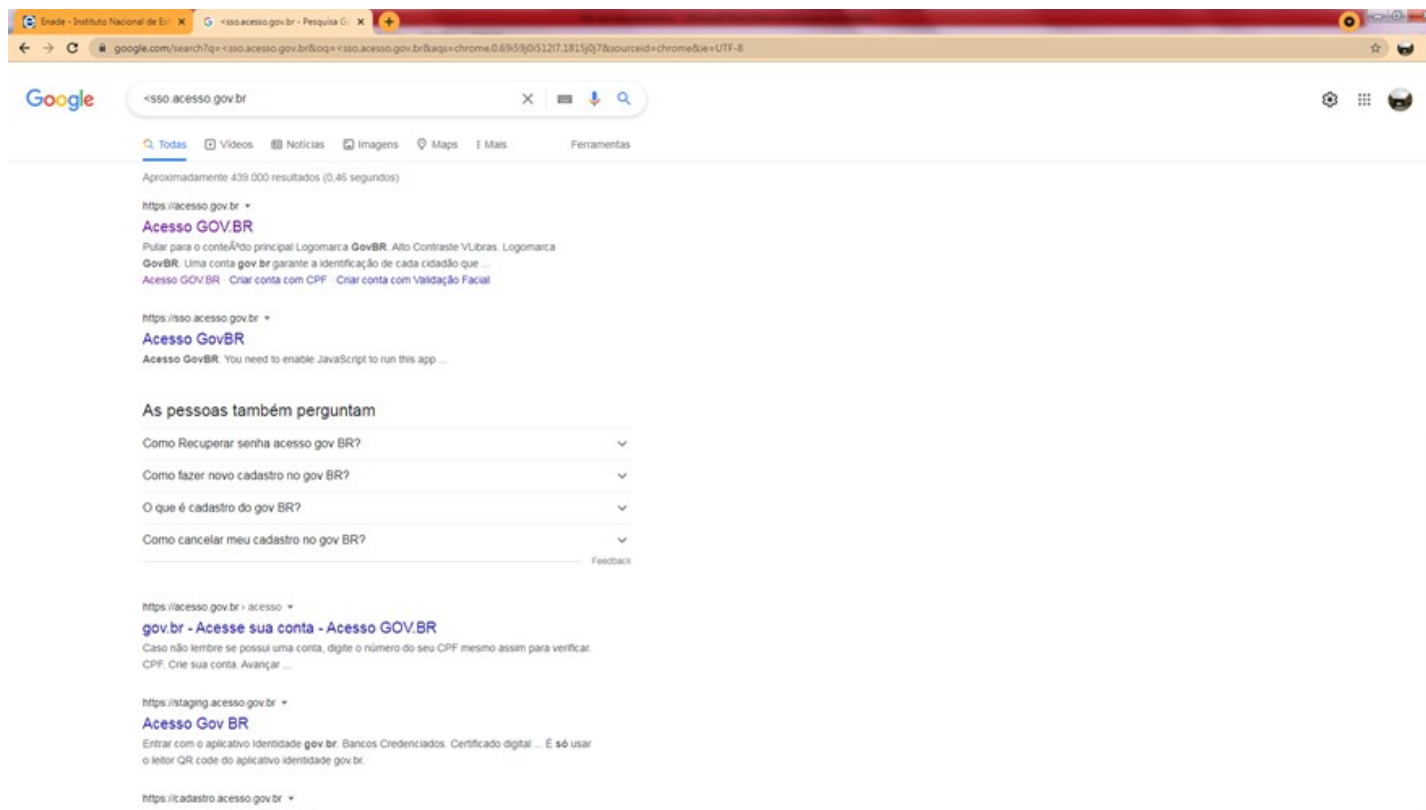 Enade - Instituto Nacional de Est
<sso.acesso.gov.br - Pesquisa Go
google.com/search?q=<sso.acesso.gov.br&oq=<sso.acesso.gov.br&aqs=chrome.0.69i59j0i512l7.1815j0j7&sourceid=chrome&ie=UTF-8
Google
<sso.acesso.gov.br
Todas Vídeos Notícias Imagens Maps Mais Ferramentas
Aproximadamente 439.000 resultados (0,46 segundos)
https://acesso.gov.br
Acesso GOV.BR
Pular para o conteÃºdo principal Logomarca GovBR. Alto Contraste VLibras. Logomarca
GovBR. Uma conta gov.br garante a identificação de cada cidadão que ...
Acesso GOV.BR · Criar conta com CPF · Criar conta com Validação Facial
https://sso.acesso.gov.br
Acesso GovBR
Acesso GovBR. You need to enable JavaScript to run this app ...
As pessoas também perguntam
Como Recuperar senha acesso gov BR?
Como fazer novo cadastro no gov BR?
O que é cadastro do gov BR?
Como cancelar meu cadastro no gov BR?
Feedback
https://acesso.gov.br › acesso
gov.br - Acesse sua conta - Acesso GOV.BR
Caso não lembre se possui uma conta, digite o número do seu CPF mesmo assim para verificar.
CPF. Crie sua conta. Avançar ...
https://staging.acesso.gov.br
Acesso Gov BR
Entrar com o aplicativo Identidade gov.br. Bancos Credenciados. Certificado digital ... É só usar
o leitor QR code do aplicativo identidade gov.br.
https://cadastro.acesso.gov.br